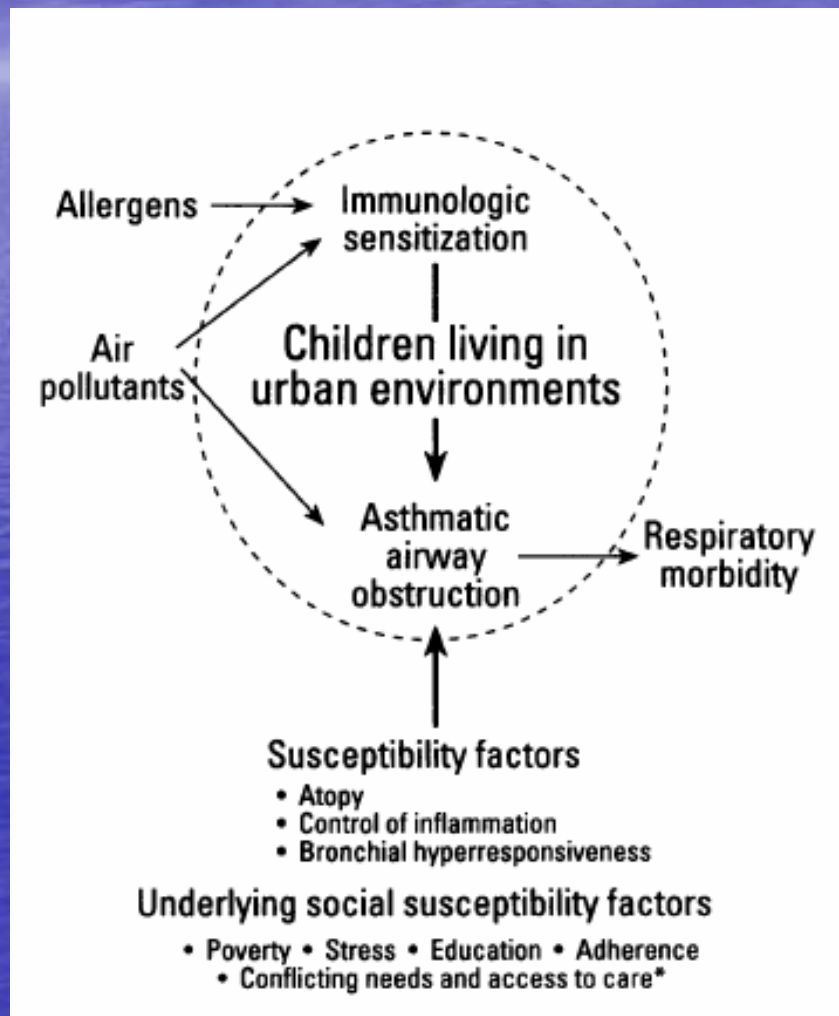 Allergens
Immunologic
sensitization
Air
pollutants
Children living in
urban environments
Asthmatic
airway
obstruction
Respiratory
morbidity
Susceptibility factors
• Atopy
• Control of inflammation
• Bronchial hyperresponsiveness
Underlying social susceptibility factors
• Poverty • Stress • Education • Adherence
• Conflicting needs and access to care*